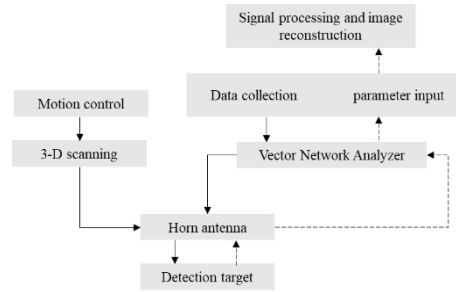 Signal processing and image
reconstruction
Data collection parameter input
Motion control
3-D scanning
Vector Network Analyzer
Horn antenna
Detection target